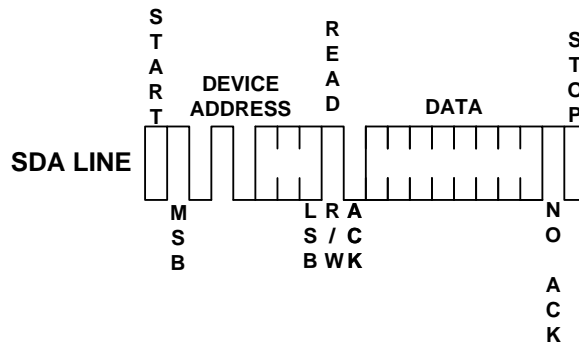 START
DEVICE
ADDRESS
READ
DATA
STOP
SDA LINE
MSB
LSB
R/W
ACK
NO ACK